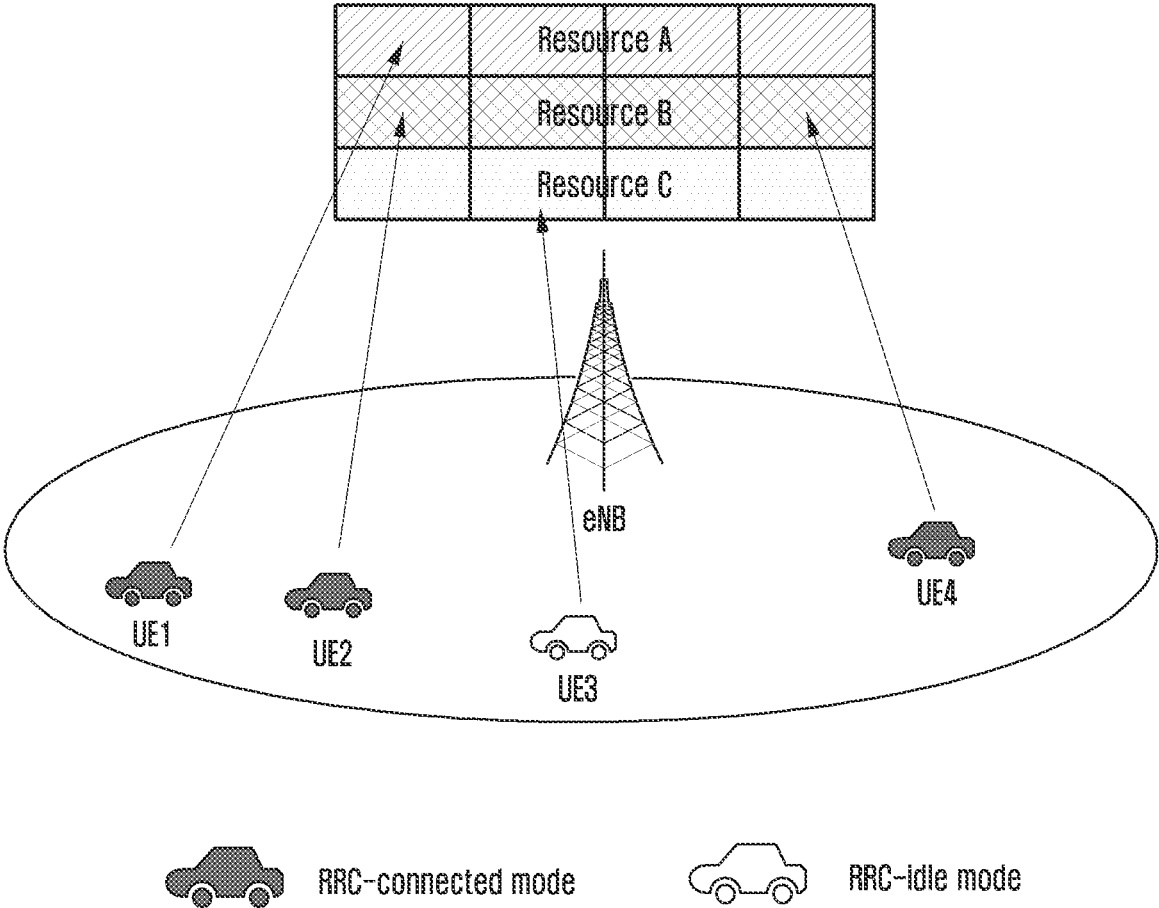 Resource A
Resource B
Resource C
eNB
UE1
UE2
UE3
UE4
RRC-connected mode
RRC-idle mode